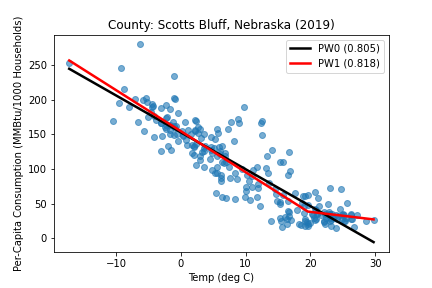 County: Scotts Bluff, Nebraska (2019)
PW0 (0.805)
PW1 (0.818)
Per-Capita Consumption (MMBtu/1000 Households)
250
200
150
100
50
0
−10 0 10 20 30
Temp (deg C)